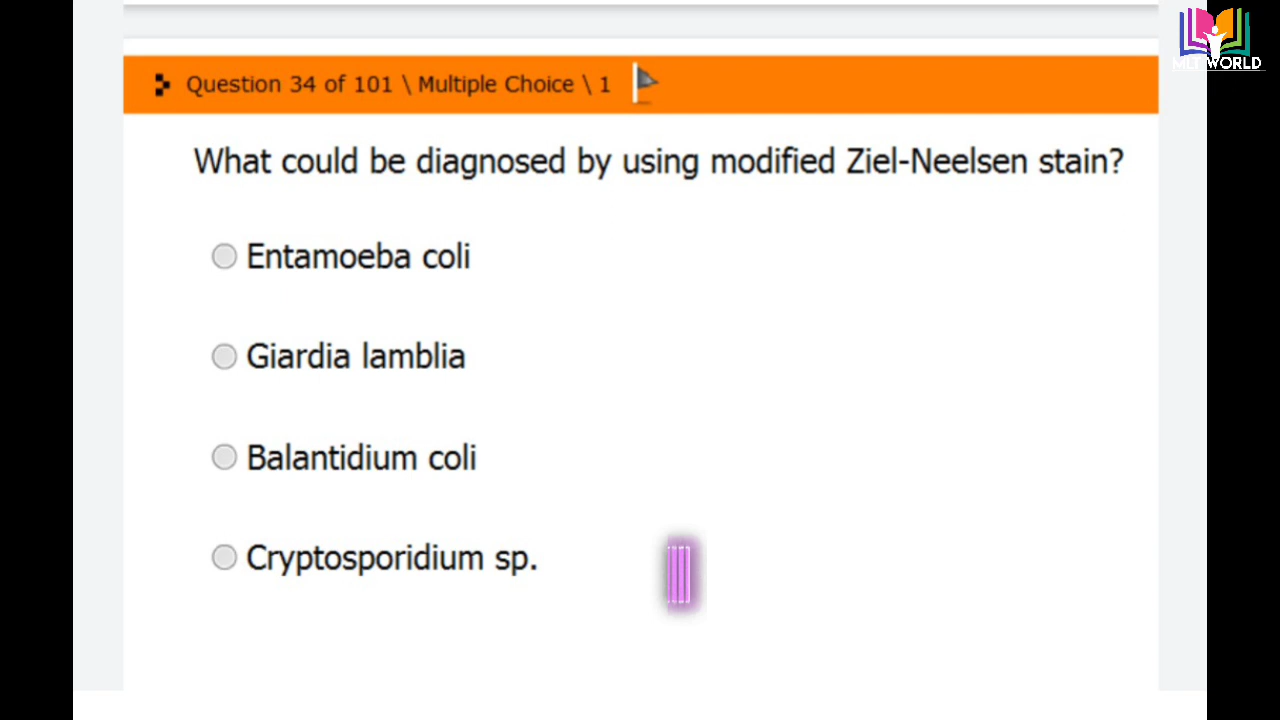 MLT WORLD
Question 34 of 101 \ Multiple Choice \ 1
What could be diagnosed by using modified Ziel-Neelsen stain?
Entamoeba coli
Giardia lamblia
Balantidium coli
Cryptosporidium sp.